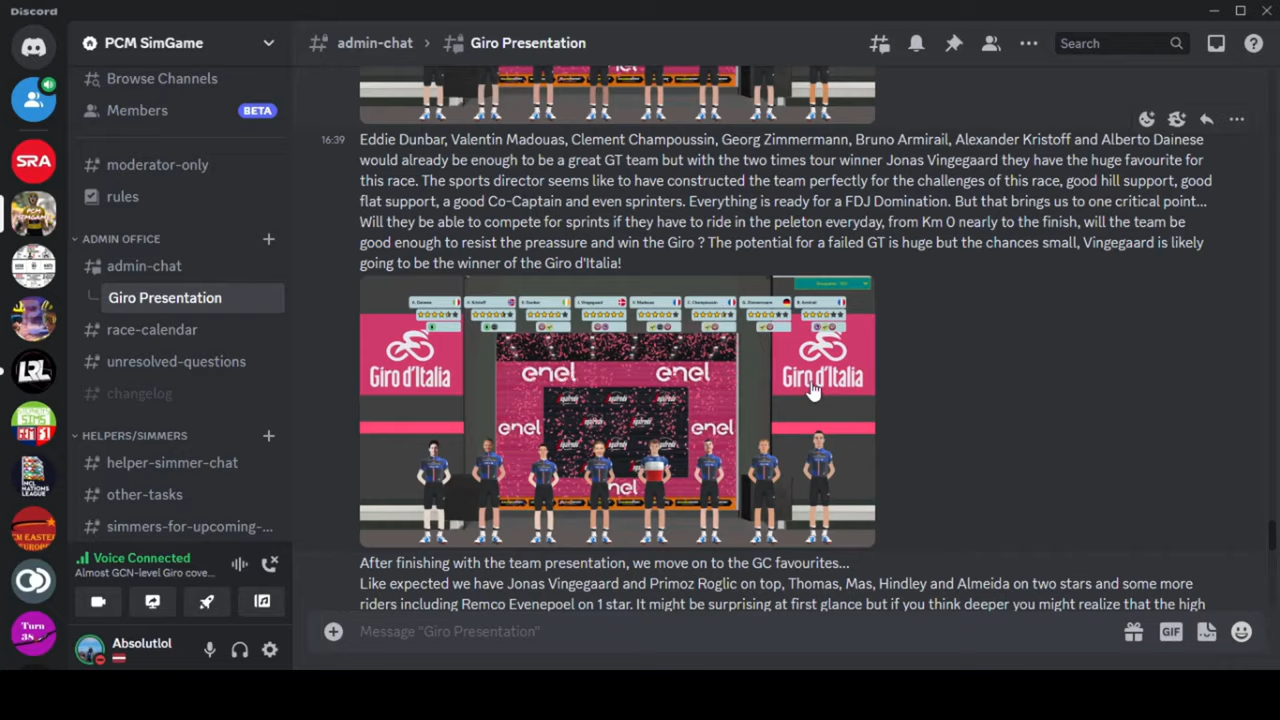 Discord
PCM SimGame
admin-chat
Giro Presentation
Search
Browse Channels
Members
BETA
moderator-only
rules
ADMIN OFFICE
admin-chat
Giro Presentation
race-calendar
unresolved-questions
changelog
HELPERS/SIMMERS
helper-simmer-chat
other-tasks
simmers-for-upcoming-...
Voice Connected
Almost GCN-level Giro cove...
Absolutlol
SRA
PCM
SIMGAME
LRL
NCL
NATIONS
LEAGUE
Turn
38
enel
16:39
Eddie Dunbar, Valentin Madouas, Clement Champoussin, Georg Zimmermann, Bruno Armirail, Alexander Kristoff and Alberto Dainese
would already be enough to be a great GT team but with the two times tour winner Jonas Vingegaard they have the huge favourite for
this race. The sports director seems like to have constructed the team perfectly for the challenges of this race, good hill support, good
flat support, a good Co-Captain and even sprinters. Everything is ready for a FDJ Domination. But that brings us to one critical point...
Will they be able to compete for sprints if they have to ride in the peleton everyday, from Km 0 nearly to the finish, will the team be
good enough to resist the preassure and win the Giro ? The potential for a failed GT is huge but the chances small, Vingegaard is likely
going to be the winner of the Giro d'Italia!
Giro d'Italia
enel
enel
Giro d'Italia
enel
enel
After finishing with the team presentation, we move on to the GC favourites...
Like expected we have Jonas Vingegaard and Primoz Roglic on top, Thomas, Mas, Hindley and Almeida on two stars and some more
riders including Remco Evenepoel on 1 star. It might be surprising at first glance but if you think deeper you might realize that the high
Message "Giro Presentation"
GIF